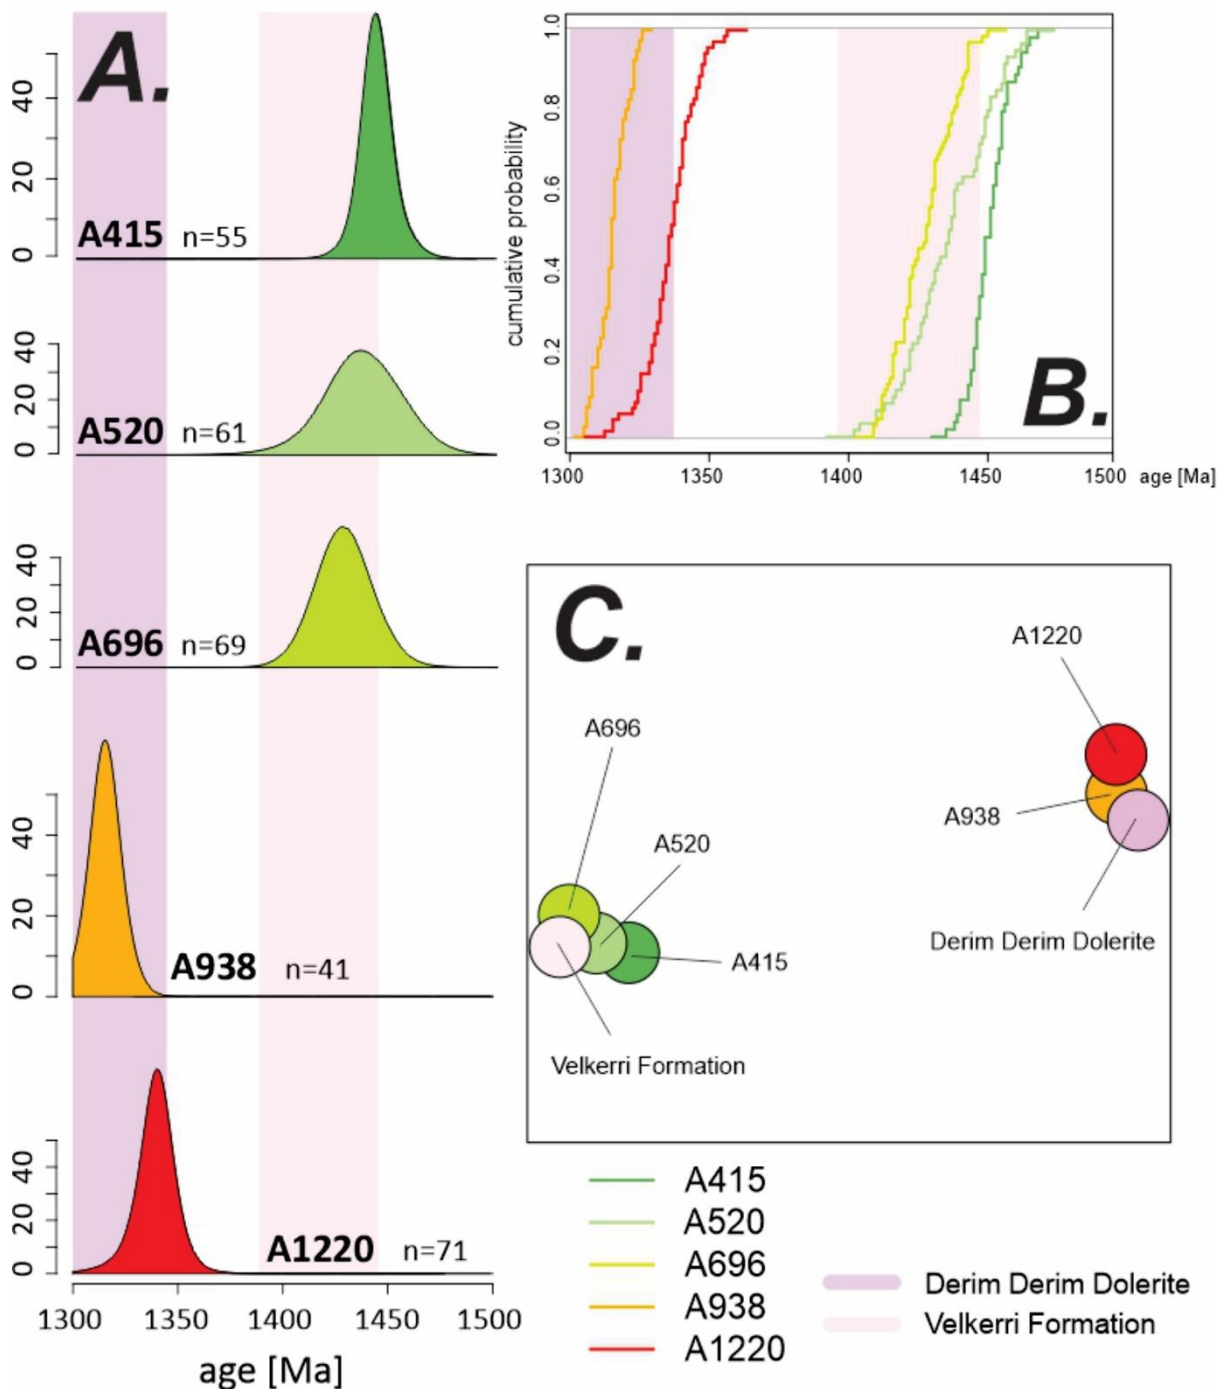 A.
40
20
0
A415 n=55
40
20
0
A520 n=61
40
20
0
A696 n=69
40
20
0
A938 n=41
40
20
0
A1220 n=71
1300 1350 1400 1450 1500
age [Ma]
cumulative probability
1.0
0.8
0.6
0.4
0.2
0.0
B.
1300 1350 1400 1450 1500 age [Ma]
C.
A1220
A696
A938
A520
Derim Derim Dolerite
A415
Velkerri Formation
A415
A520
A696
A938
A1220
Derim Derim Dolerite
Velkerri Formation